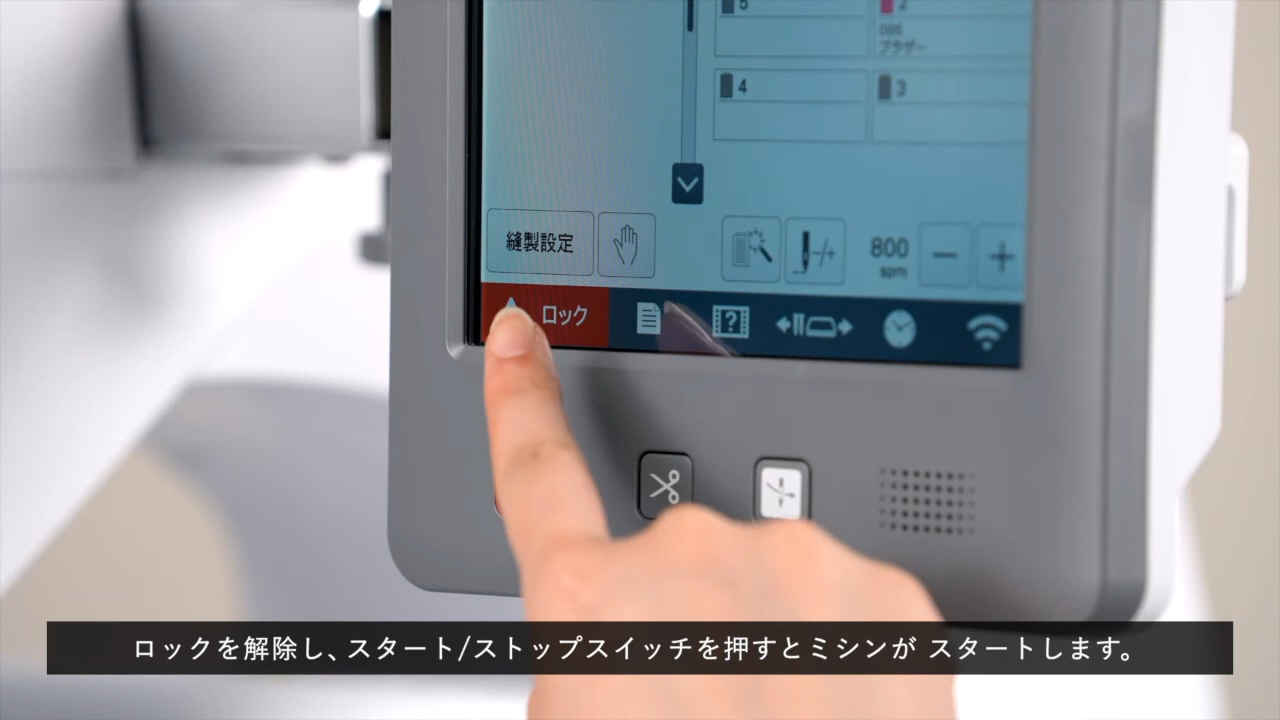 5
2
086
ブラザー
4
3
縫製設定
-/+
800
spm
ロック
?
ロックを解除し、スタート/ストップスイッチを押すとミシンが スタートします。